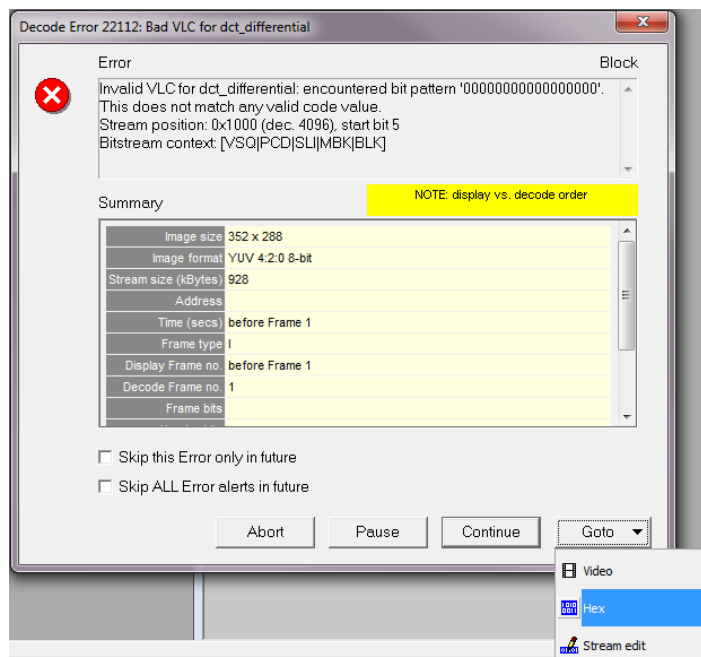 Decode Error 22112: Bad VLC for dct_differential
Error Block
Invalid VLC for dct_differential: encountered bit pattern '00000000000000000'.
This does not match any valid code value.
Stream position: 0x1000 (dec. 4096), start bit 5
Bitstream context: [VSQ|PCD|SLI|MBK|BLK]
Summary
NOTE: display vs. decode order
Image size 352 x 288
Image format YUV 4:2:0 8-bit
Stream size (kBytes) 928
Address
Time (secs) before Frame 1
Frame type I
Display Frame no. before Frame 1
Decode Frame no. 1
Frame bits
Skip this Error only in future
Skip ALL Error alerts in future
Abort Pause Continue Goto
Video
Hex
Stream edit